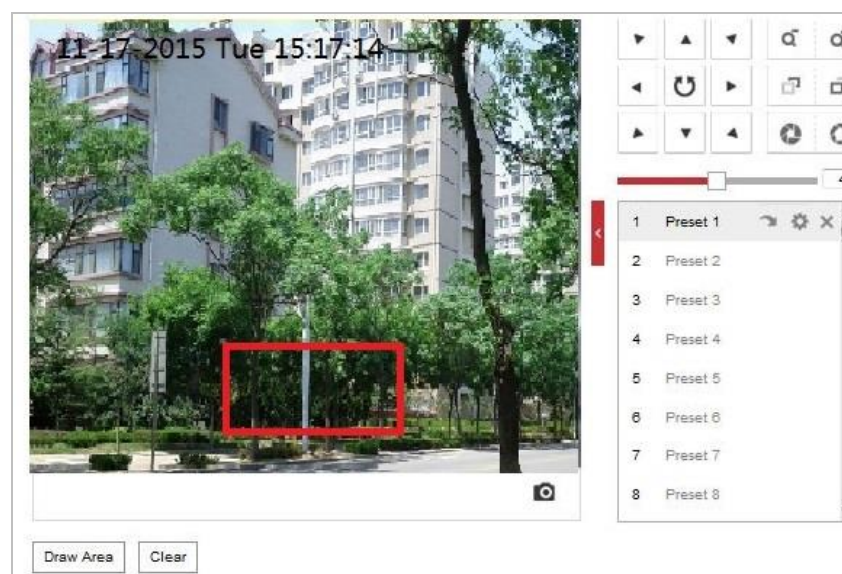 11-17-2015 Tue 15:17:14
4
1 Preset 1
2 Preset 2
3 Preset 3
4 Preset 4
5 Preset 5
6 Preset 6
7 Preset 7
8 Preset 8
Draw Area Clear